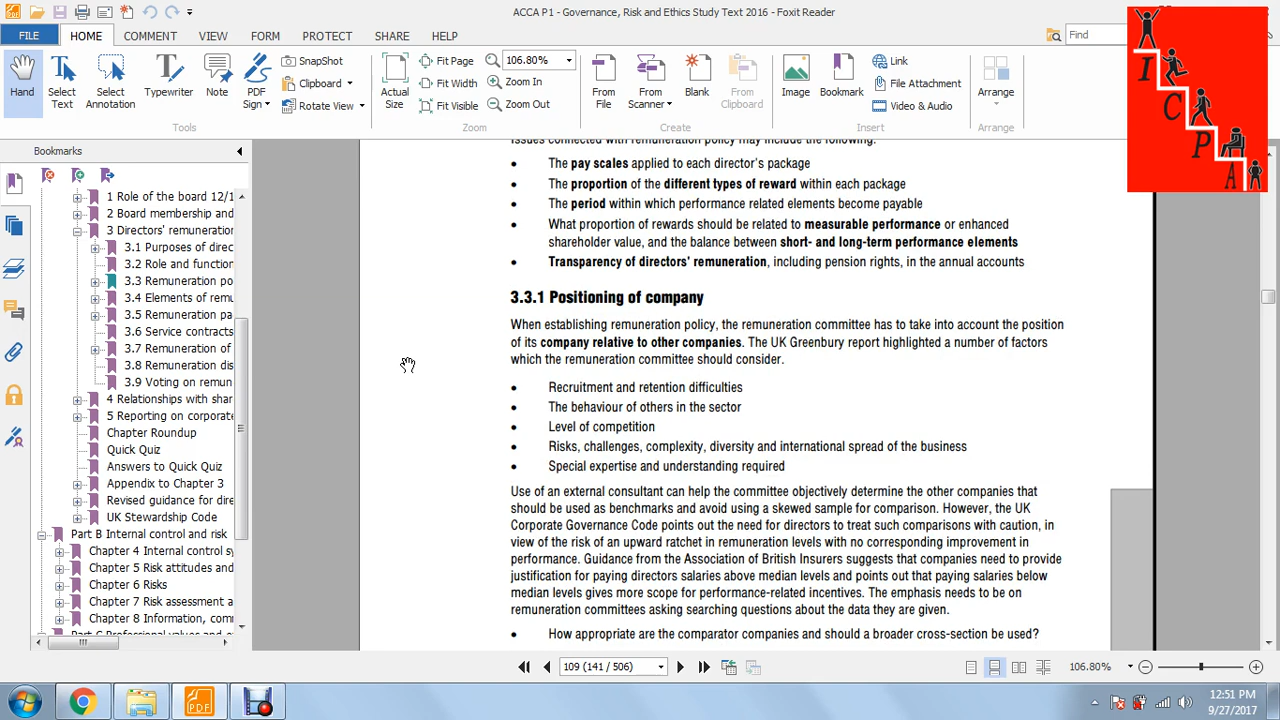 ACCA P1 - Governance, Risk and Ethics Study Text 2016 - Foxit Reader
FILE
HOME
COMMENT
VIEW
FORM
PROTECT
SHARE
HELP
Find
Hand
Select Text
Select Annotation
SnapShot
Clipboard
Rotate View
Typewriter
Note
PDF Sign
Actual Size
Fit Page
Fit Width
Fit Visible
106.80%
Zoom In
Zoom Out
From File
From Scanner
Blank
From Clipboard
Image
Bookmark
Link
File Attachment
Video & Audio
Arrange
Tools
Zoom
Create
Insert
Arrange
I
C
P
A
Bookmarks
1 Role of the board 12/1
2 Board membership and
3 Directors' remuneration
3.1 Purposes of direc
3.2 Role and function
3.3 Remuneration po
3.4 Elements of remu
3.5 Remuneration pa
3.6 Service contracts
3.7 Remuneration of
3.8 Remuneration dis
3.9 Voting on remun
4 Relationships with shar
5 Reporting on corporate
Chapter Roundup
Quick Quiz
Answers to Quick Quiz
Appendix to Chapter 3
Revised guidance for dire
UK Stewardship Code
Part B Internal control and risk
Chapter 4 Internal control sy
Chapter 5 Risk attitudes and
Chapter 6 Risks
Chapter 7 Risk assessment a
Chapter 8 Information, comm
Part C Professional values and e
Issues connected with remuneration policy may include the following:
• The pay scales applied to each director's package
• The proportion of the different types of reward within each package
• The period within which performance related elements become payable
• What proportion of rewards should be related to measurable performance or enhanced
shareholder value, and the balance between short- and long-term performance elements
• Transparency of directors' remuneration, including pension rights, in the annual accounts
3.3.1 Positioning of company
When establishing remuneration policy, the remuneration committee has to take into account the position
of its company relative to other companies. The UK Greenbury report highlighted a number of factors
which the remuneration committee should consider.
• Recruitment and retention difficulties
• The behaviour of others in the sector
• Level of competition
• Risks, challenges, complexity, diversity and international spread of the business
• Special expertise and understanding required
Use of an external consultant can help the committee objectively determine the other companies that
should be used as benchmarks and avoid using a skewed sample for comparison. However, the UK
Corporate Governance Code points out the need for directors to treat such comparisons with caution, in
view of the risk of an upward ratchet in remuneration levels with no corresponding improvement in
performance. Guidance from the Association of British Insurers suggests that companies need to provide
justification for paying directors salaries above median levels and points out that paying salaries below
median levels gives more scope for performance-related incentives. The emphasis needs to be on
remuneration committees asking searching questions about the data they are given.
• How appropriate are the comparator companies and should a broader cross-section be used?
109 (141 / 506)
106.80%
PDF
12:51 PM
9/27/2017